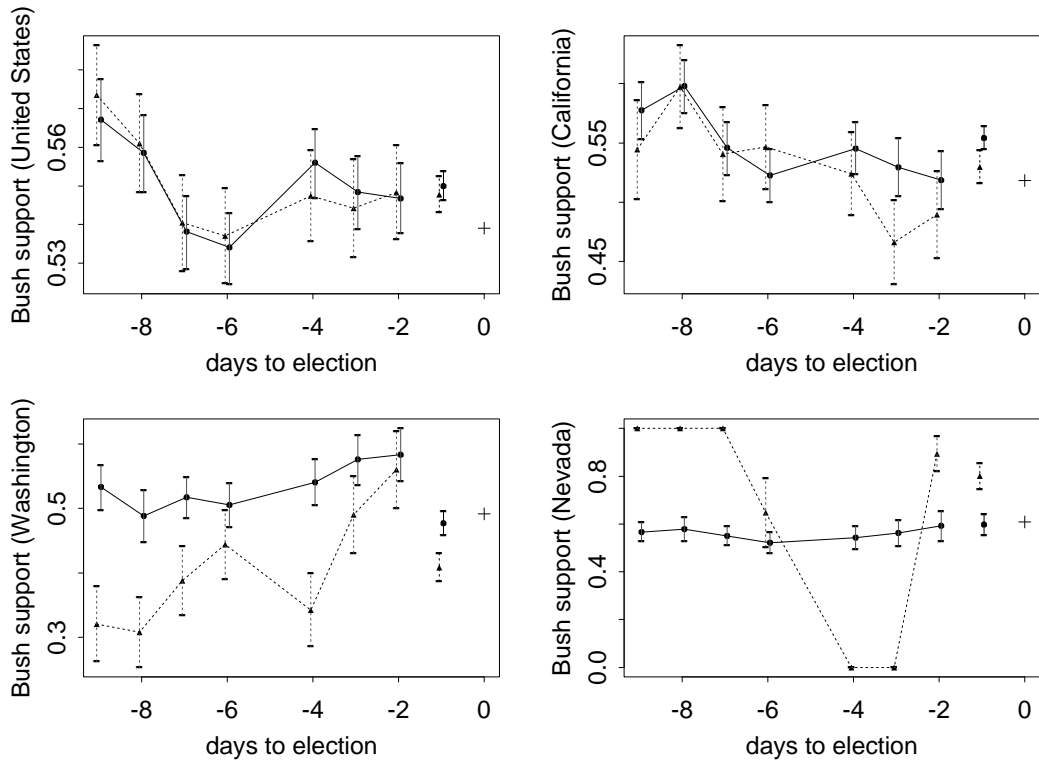 Bush support (United States)
0.53 0.56
-8 -6 -4 -2 0
days to election
Bush support (California)
0.45 0.55
-8 -6 -4 -2 0
days to election
Bush support (Washington)
0.3 0.5
-8 -6 -4 -2 0
days to election
Bush support (Nevada)
0.0 0.4 0.8
-8 -6 -4 -2 0
days to election